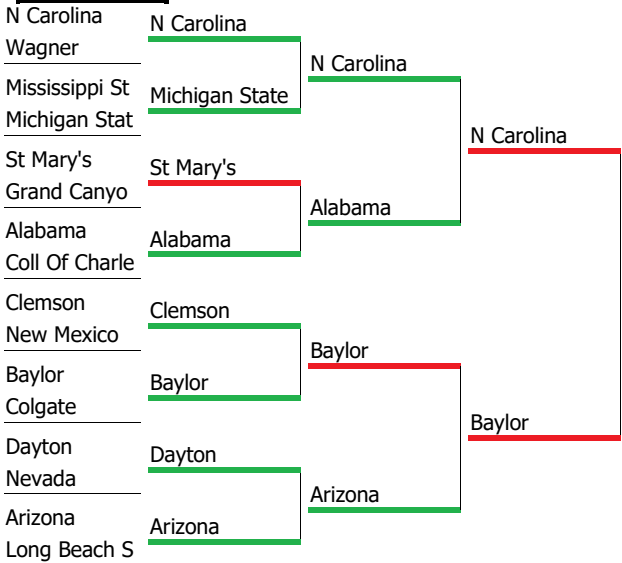 N Carolina
Wagner
Mississippi St
Michigan Stat
St Mary's
Grand Canyo
Alabama
Coll Of Charle
Clemson
New Mexico
Baylor
Colgate
Dayton
Nevada
Arizona
Long Beach S
N Carolina
Michigan State
St Mary's
Alabama
Clemson
Baylor
Dayton
Arizona
N Carolina
Alabama
Baylor
Arizona
N Carolina
Baylor